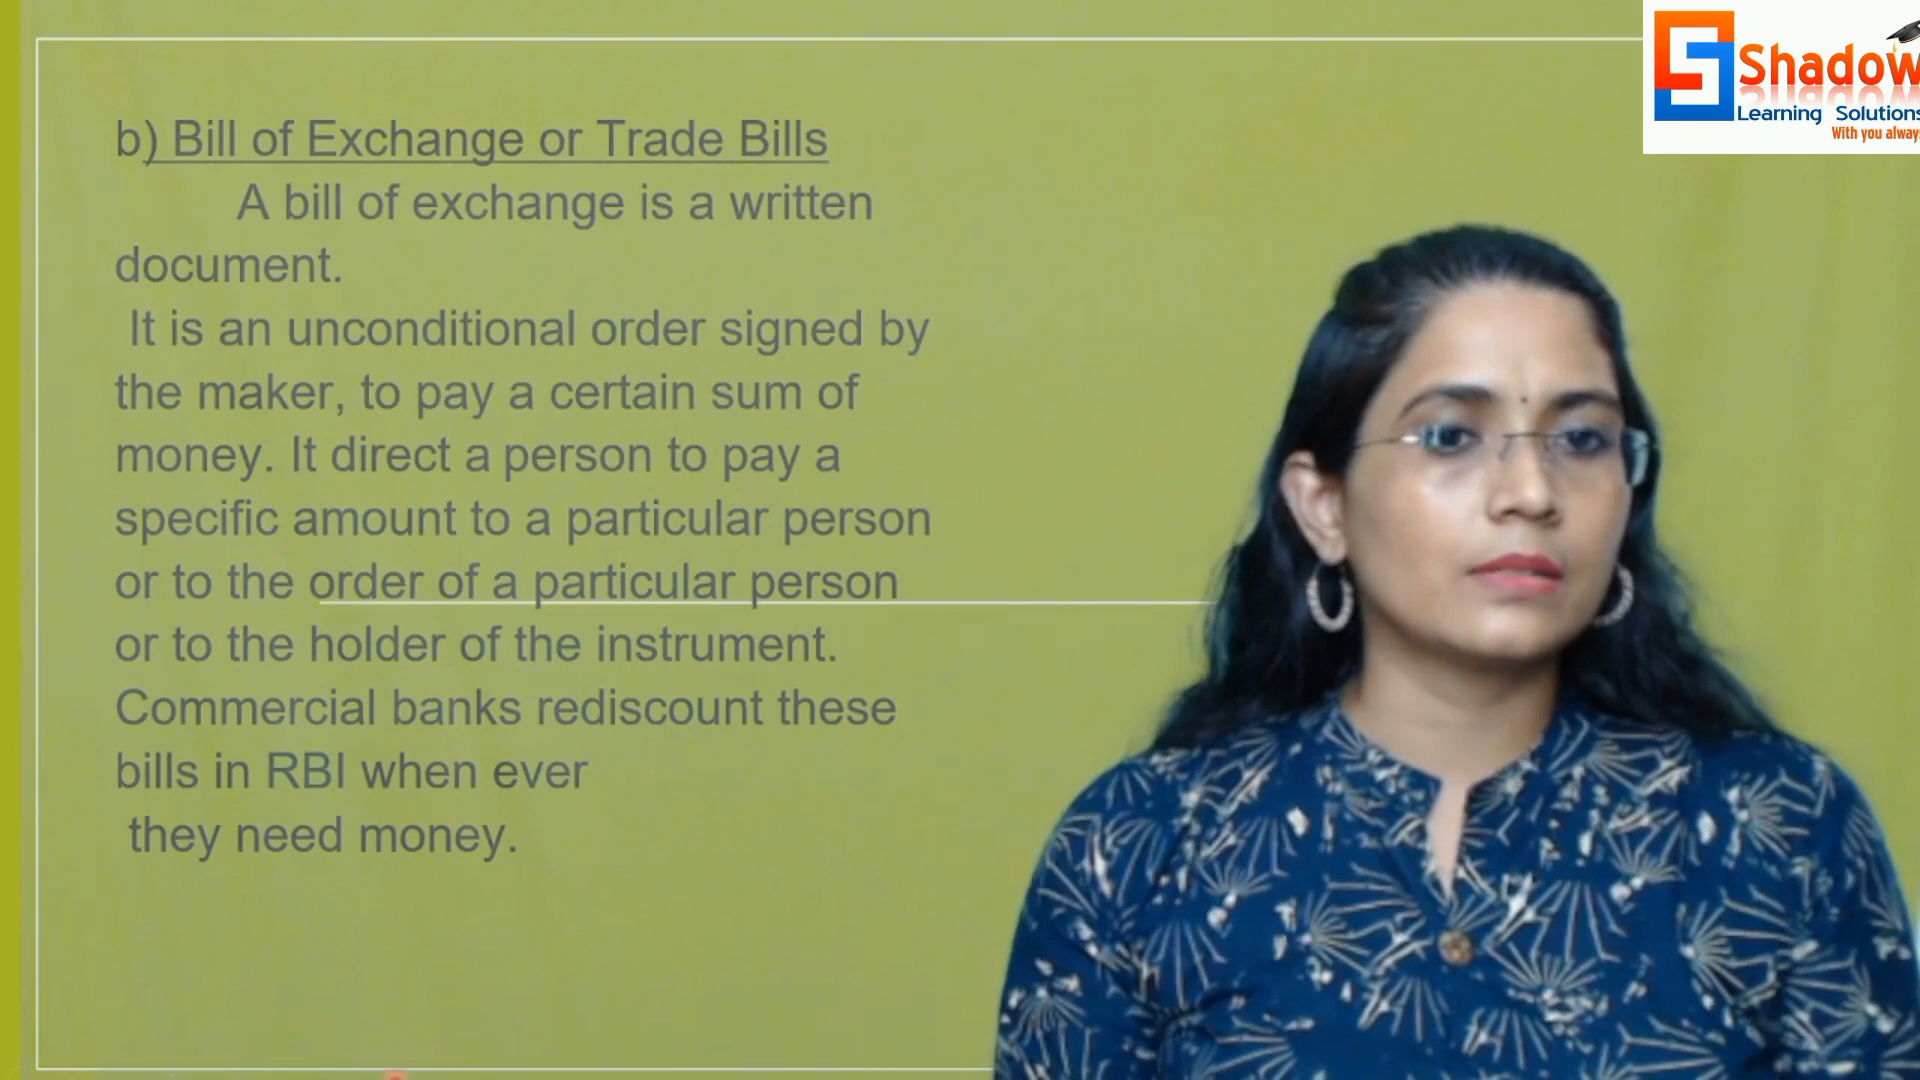 b) Bill of Exchange or Trade Bills
A bill of exchange is a written
document.
It is an unconditional order signed by
the maker, to pay a certain sum of
money. It direct a person to pay a
specific amount to a particular person
or to the order of a particular person
or to the holder of the instrument.
Commercial banks rediscount these
bills in RBI when ever
they need money.
Shadow
Learning Solutions
With you always